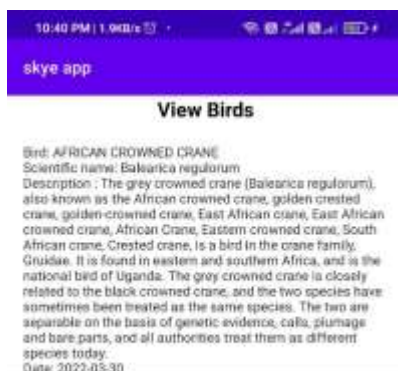 10:40 PM | 1.9KB/s
skye app
View Birds
Bird: AFRICAN CROWNED CRANE
Scientific name: Balearica regulorum
Description : The grey crowned crane (Balearica regulorum),
also known as the African crowned crane, golden crested
crane, golden-crowned crane, East African crane, East African
crowned crane, African Crane, Eastern crowned crane, South
African crane, Crested crane, is a bird in the crane family,
Gruidae. It is found in eastern and southern Africa, and is the
national bird of Uganda. The grey crowned crane is closely
related to the black crowned crane, and the two species have
sometimes been treated as the same species. The two are
separable on the basis of genetic evidence, calls, plumage
and bare parts, and all authorities treat them as different
species today.
Date: 2022-03-30